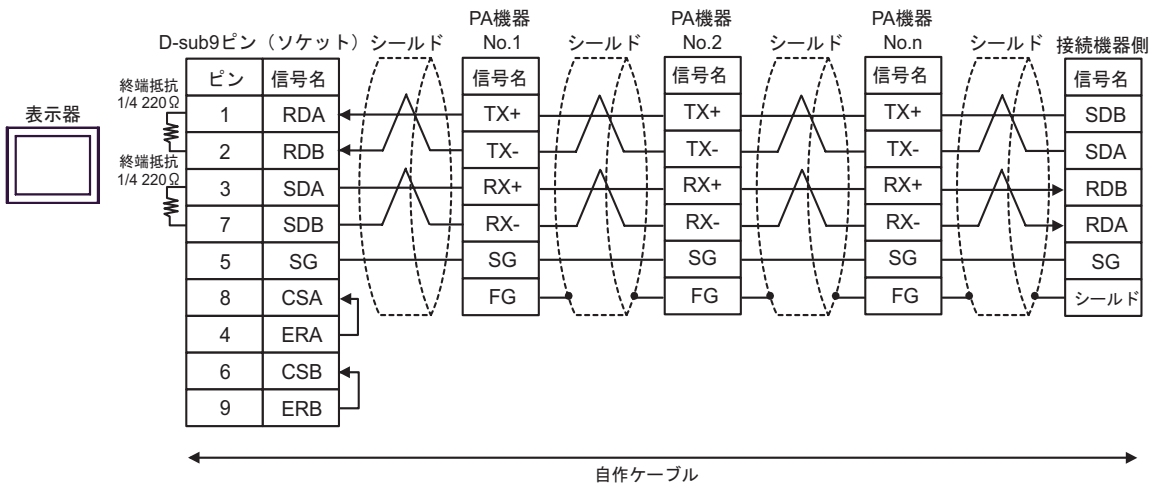 PA機器 PA機器 PA機器
D-sub9ピン（ソケット） シールド No.1 シールド No.2 シールド No.n シールド 接続機器側
ピン 信号名 信号名 信号名 信号名 信号名
終端抵抗
1/4 220Ω
表示器
1 RDA TX+ TX+ TX+ SDB
2 RDB TX- TX- TX- SDA
終端抵抗
1/4 220Ω
3 SDA RX+ RX+ RX+ RDB
7 SDB RX- RX- RX- RDA
5 SG SG SG SG SG
8 CSA FG FG FG シールド
4 ERA
6 CSB
9 ERB
自作ケーブル